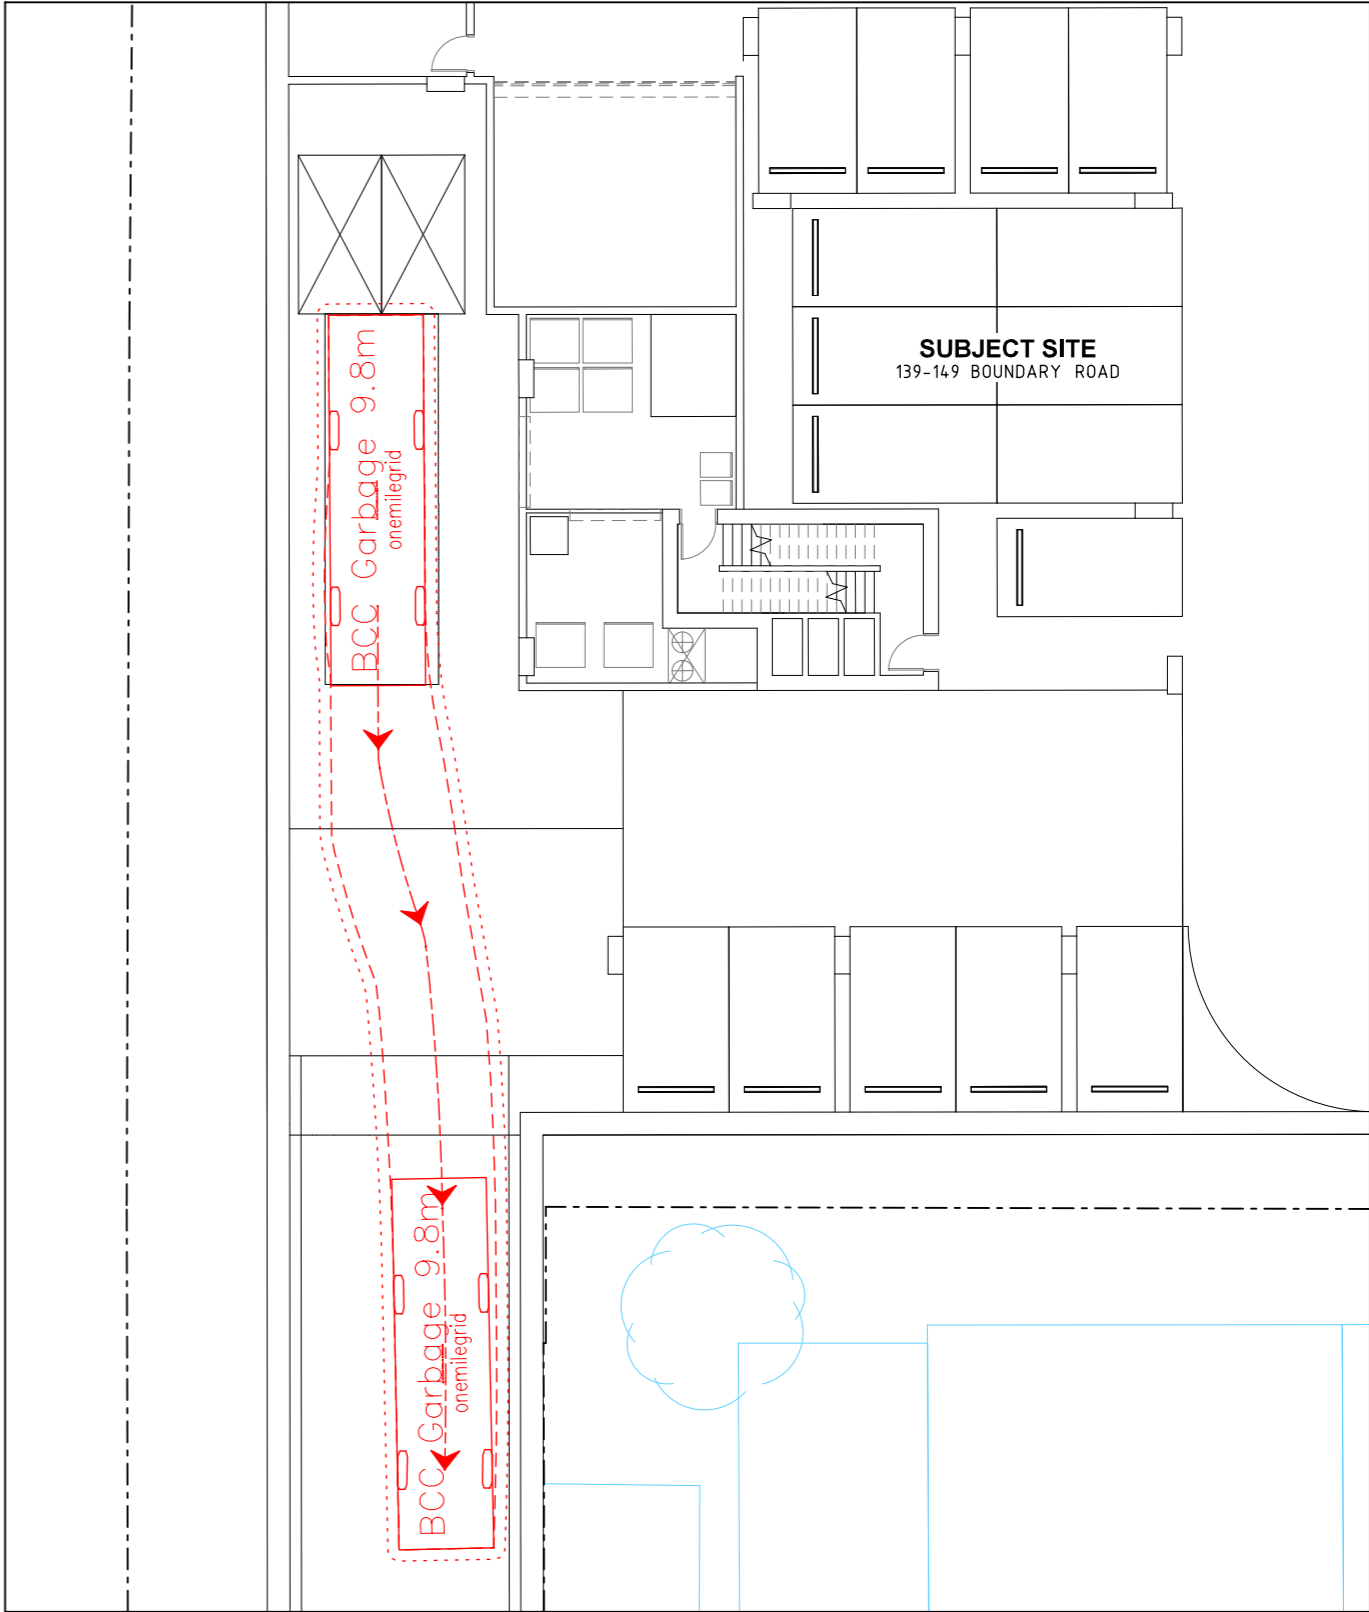 SUBJECT SITE
139-149 BOUNDARY ROAD
BCC Garbage 9.8m
onemilegrid
BCC Garbage 9.8m
onemilegrid